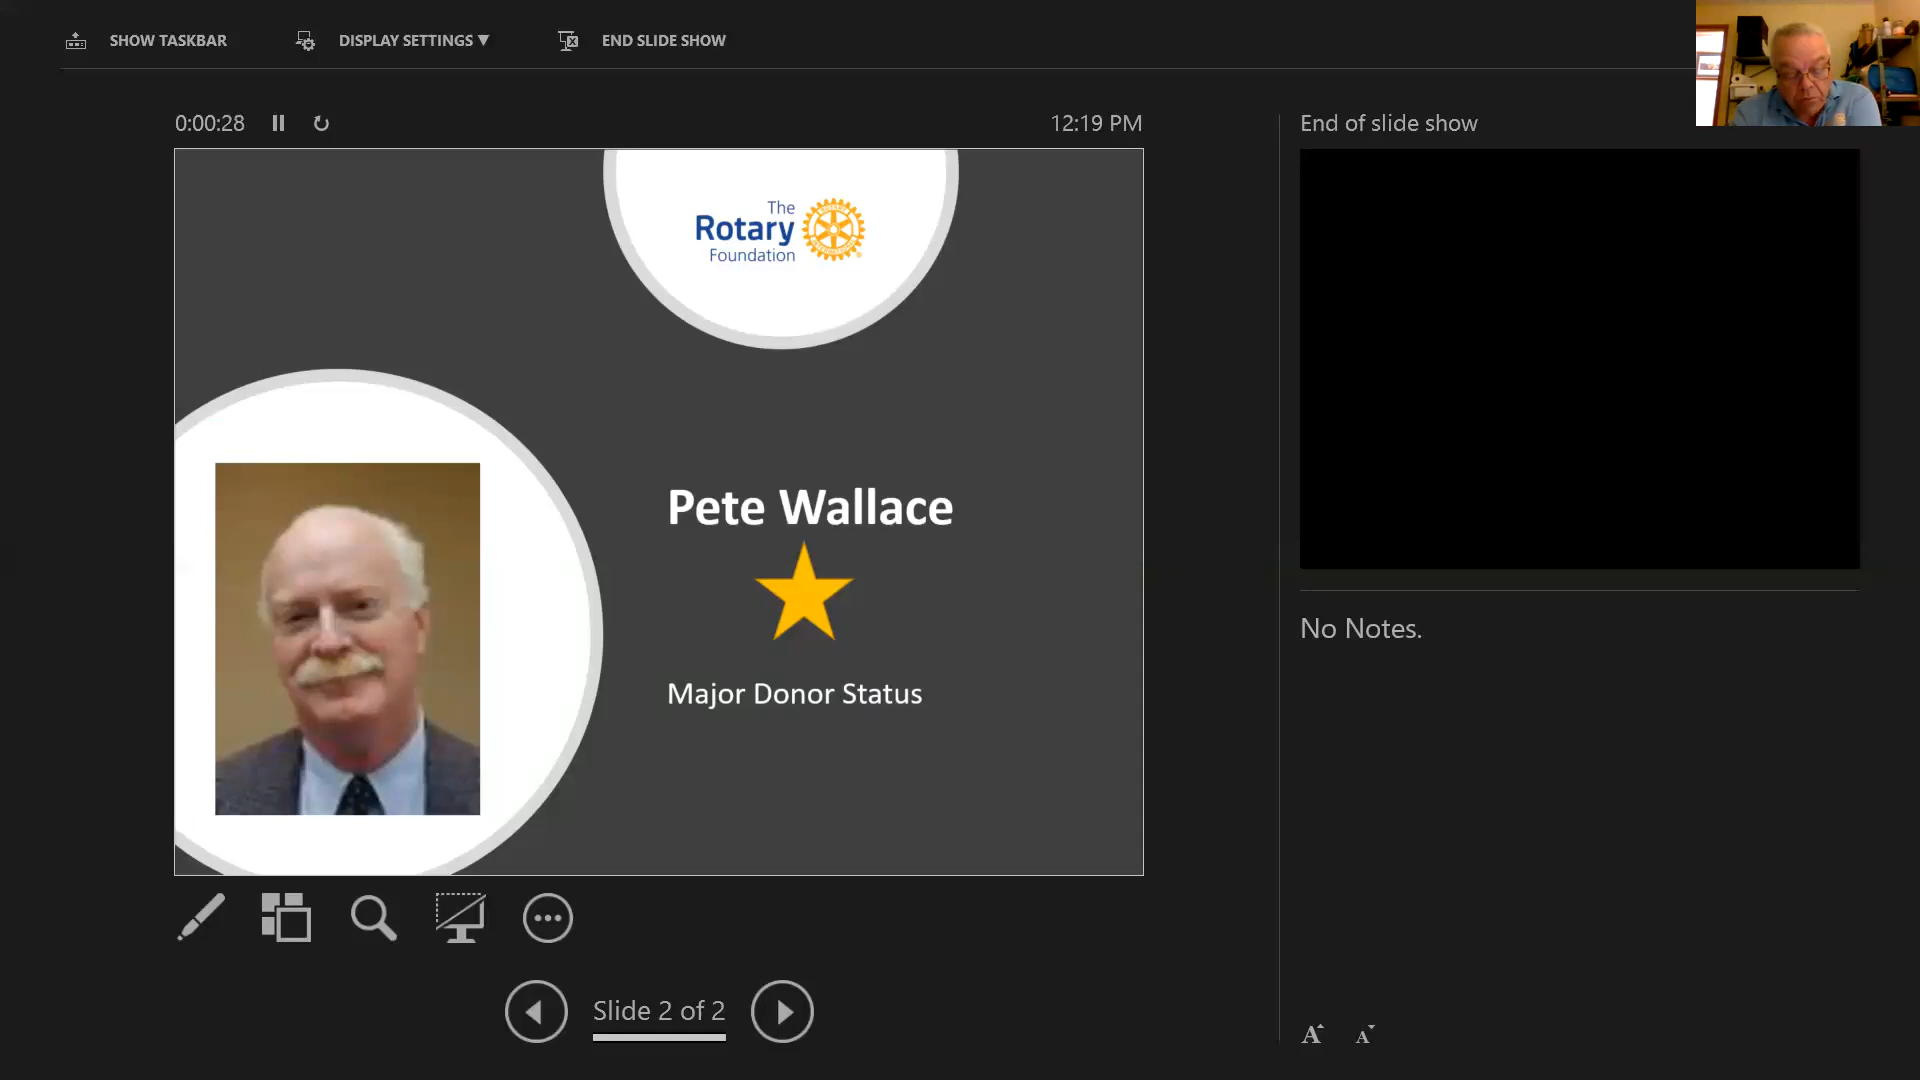 SHOW TASKBAR
DISPLAY SETTINGS ▼
END SLIDE SHOW
0:00:28
12:19 PM
The
Rotary
Foundation
Pete Wallace
Major Donor Status
Slide 2 of 2
End of slide show
No Notes.
A A